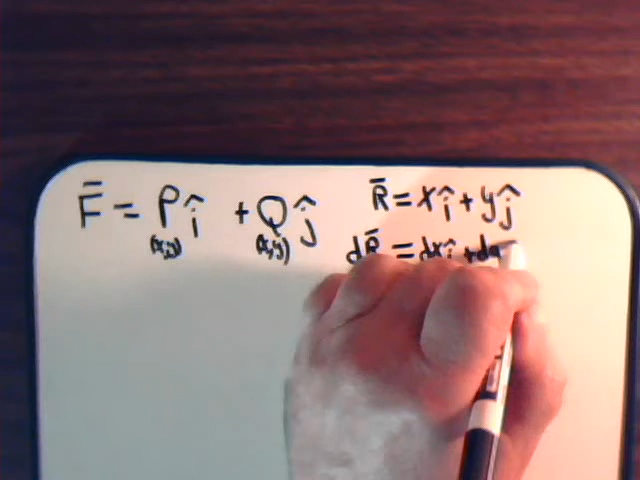 F̄ = P î + Q ĵ
(x,y) (x,y)
R̄ = x î + y ĵ
dR̄ = dx î + d